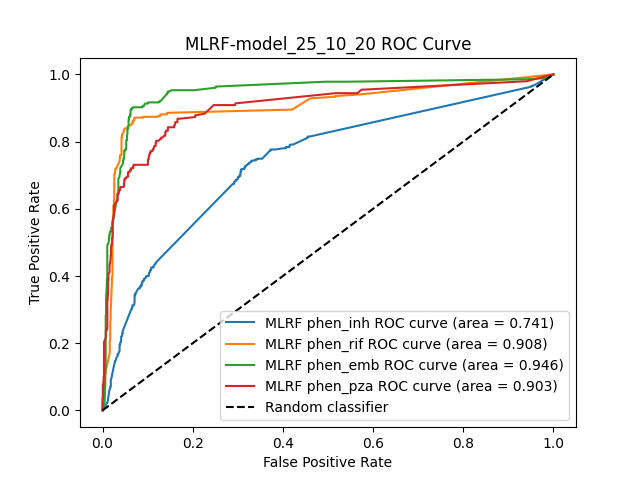 MLRF-model_25_10_20 ROC Curve
True Positive Rate
1.0
0.8
0.6
0.4
0.2
0.0
MLRF phen_inh ROC curve (area = 0.741)
MLRF phen_rif ROC curve (area = 0.908)
MLRF phen_emb ROC curve (area = 0.946)
MLRF phen_pza ROC curve (area = 0.903)
Random classifier
0.0 0.2 0.4 0.6 0.8 1.0
False Positive Rate